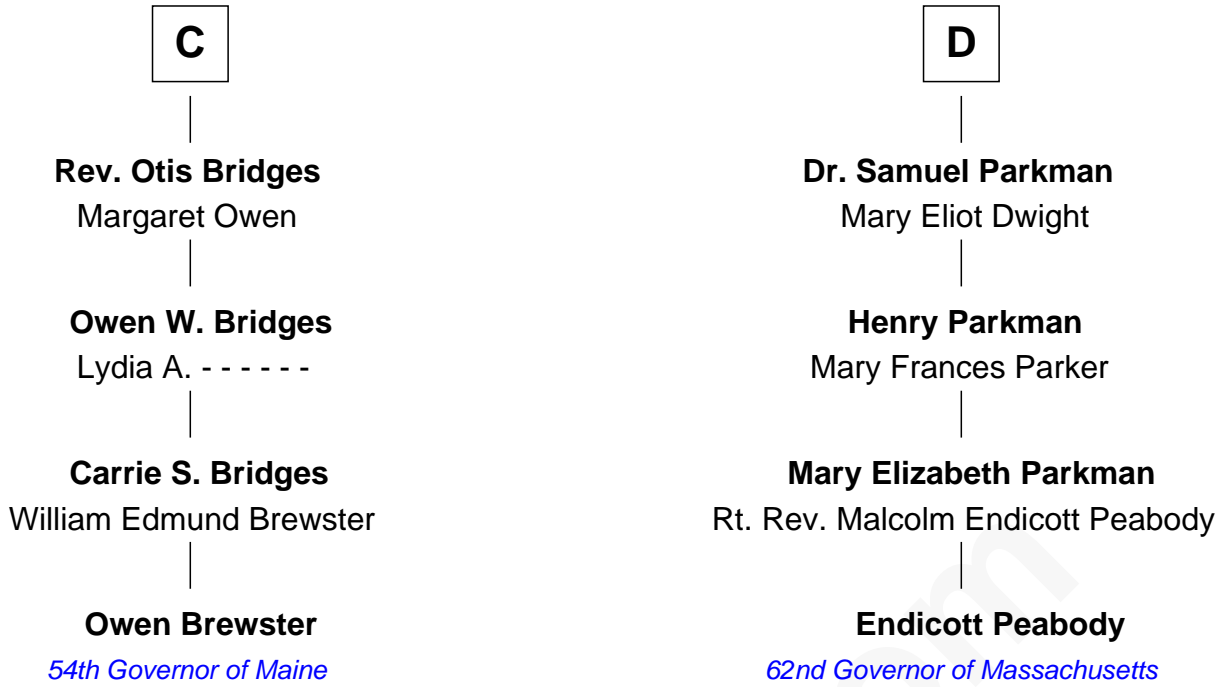 C
Rev. Otis Bridges
Margaret Owen
Owen W. Bridges
Lydia A. - - - - - -
Carrie S. Bridges
William Edmund Brewster
Owen Brewster
54th Governor of Maine
D
Dr. Samuel Parkman
Mary Eliot Dwight
Henry Parkman
Mary Frances Parker
Mary Elizabeth Parkman
Rt. Rev. Malcolm Endicott Peabody
Endicott Peabody
62nd Governor of Massachusetts